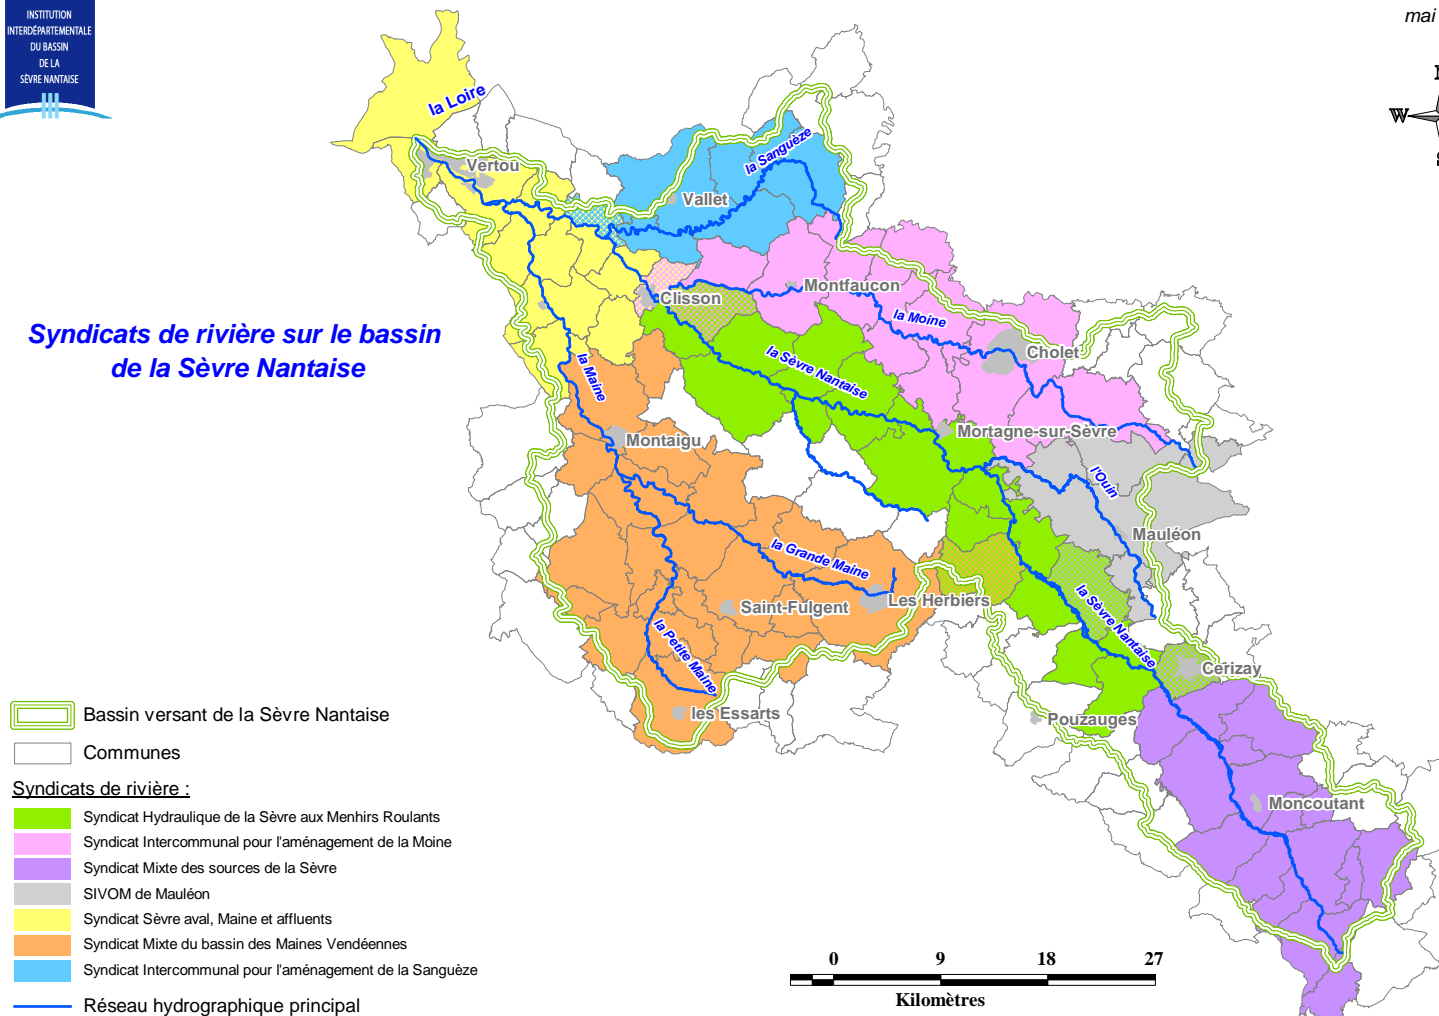 INSTITUTION
INTERDÉPARTEMENTALE
DU BASSIN
DE LA
SÈVRE NANTAISE
mai
W
la Loire
Vertou
la Sanguèze
Vallet
Syndicats de rivière sur le bassin
de la Sèvre Nantaise
Clisson
Montfaucon
la Moine
Cholet
la Sèvre Nantaise
la Maine
Montaigu
Mortagne-sur-Sèvre
l'Ouin
Mauléon
la Grande Maine
Les Herbiers
Saint-Fulgent
la Petite Maine
la Sèvre Nantaise
Cerizay
les Essarts
Pouzauges
Moncoutant
Bassin versant de la Sèvre Nantaise
Communes
Syndicats de rivière :
Syndicat Hydraulique de la Sèvre aux Menhirs Roulants
Syndicat Intercommunal pour l'aménagement de la Moine
Syndicat Mixte des sources de la Sèvre
SIVOM de Mauléon
Syndicat Sèvre aval, Maine et affluents
Syndicat Mixte du bassin des Maines Vendéennes
Syndicat Intercommunal pour l'aménagement de la Sanguèze
Réseau hydrographique principal
0 9 18 27
Kilomètres